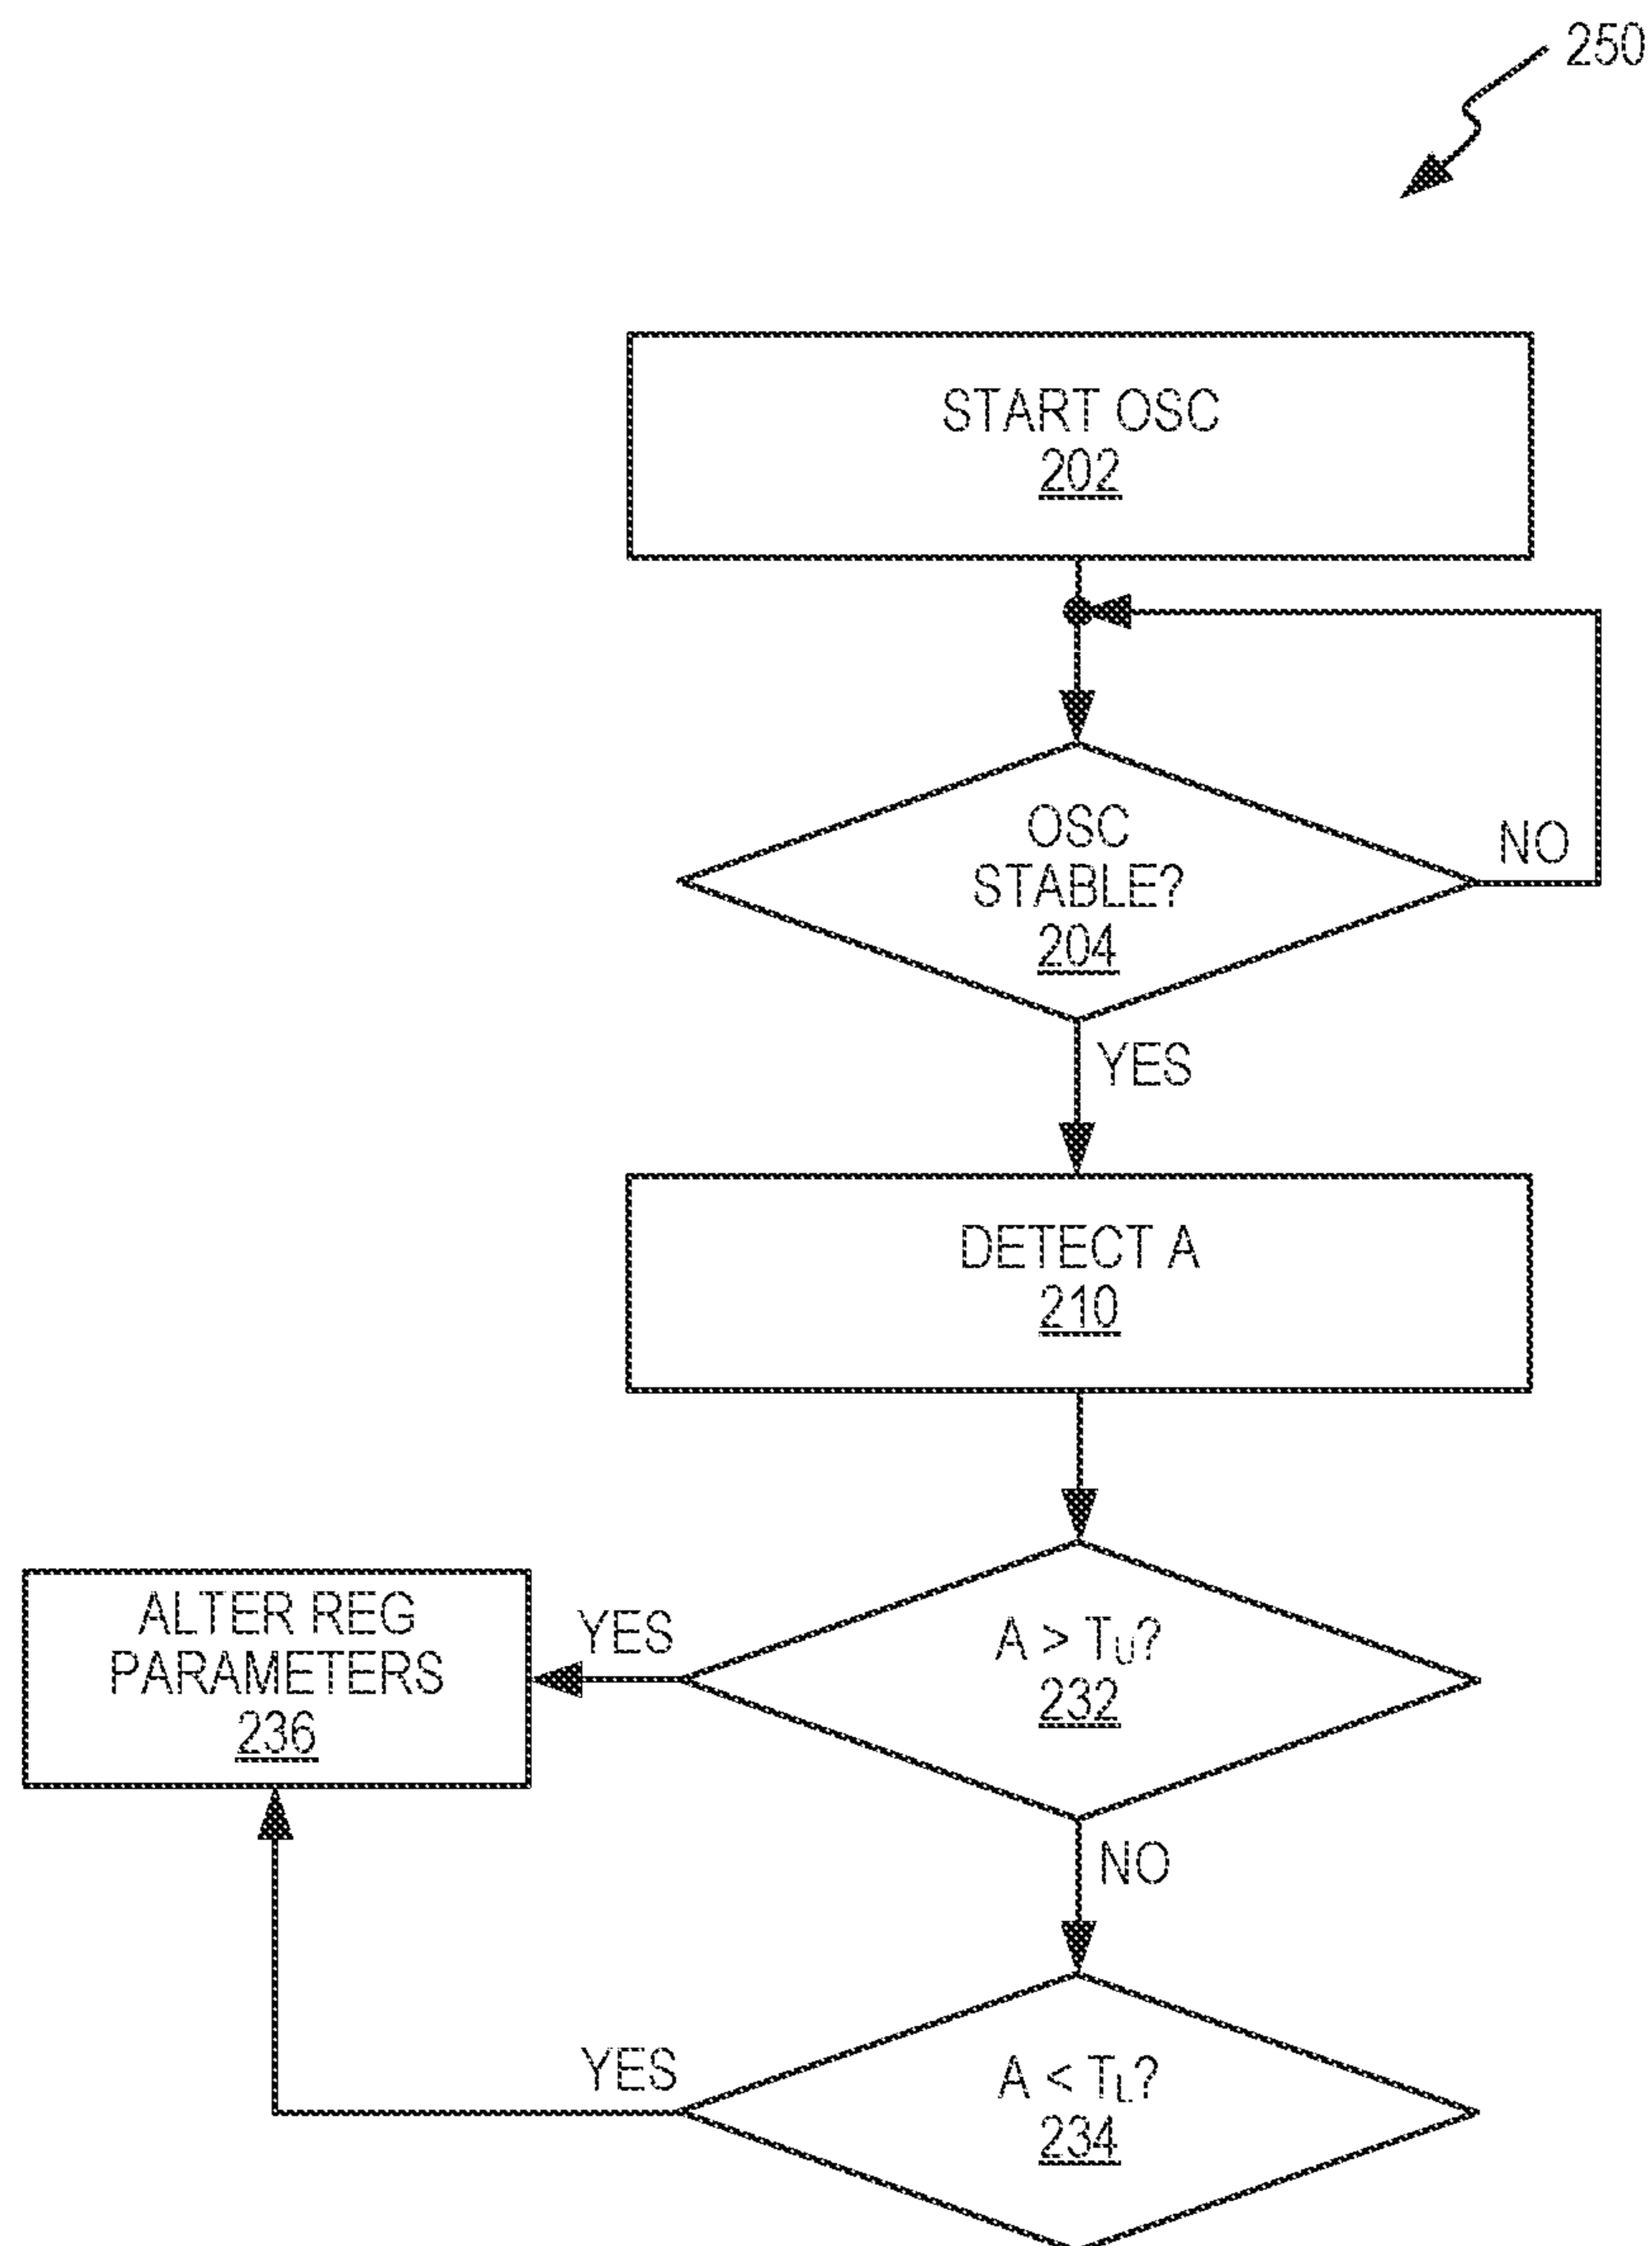 250
START OSC
202
OSC
STABLE?
204
NO
YES
DETECT A
210
A > TU?
232
YES
ALTER REG
PARAMETERS
236
NO
A < TL?
234
YES